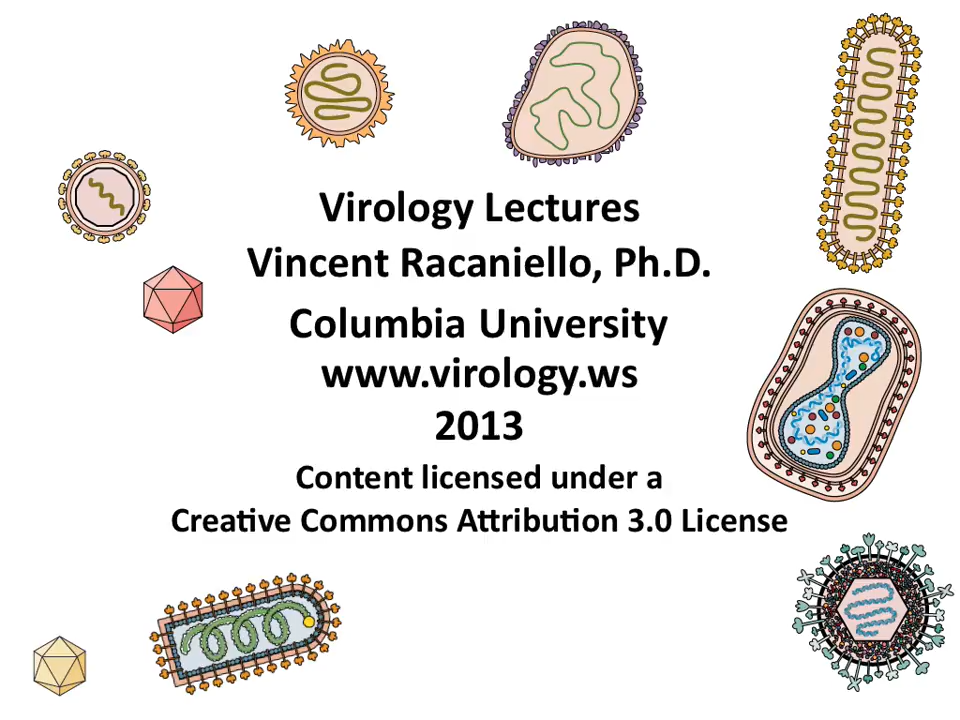 Virology Lectures
Vincent Racaniello, Ph.D.
Columbia University
www.virology.ws
2013
Content licensed under a
Creative Commons Attribution 3.0 License